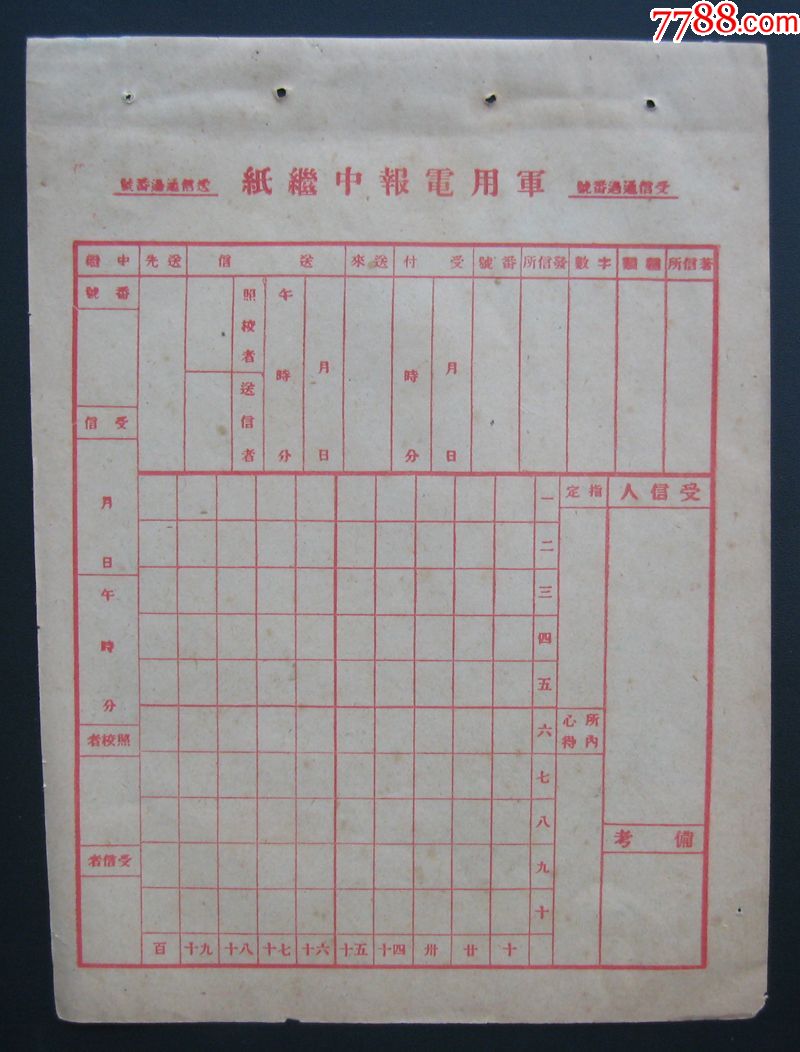 7788.com
軍用電報中繼紙
受信通過番號
送信通過番號
著信所
種類
字數
發信所
番號
受付
送來
送信
送先
中繼
番號
月日
午時分
月日
午時分
照校者
送信者
受信
月日
午時分
照校者
受信者
受信人
指定
所內心得
備考
一
二
三
四
五
六
七
八
九
十
十
廿
卅
四十
五十
六十
七十
八十
九十
百